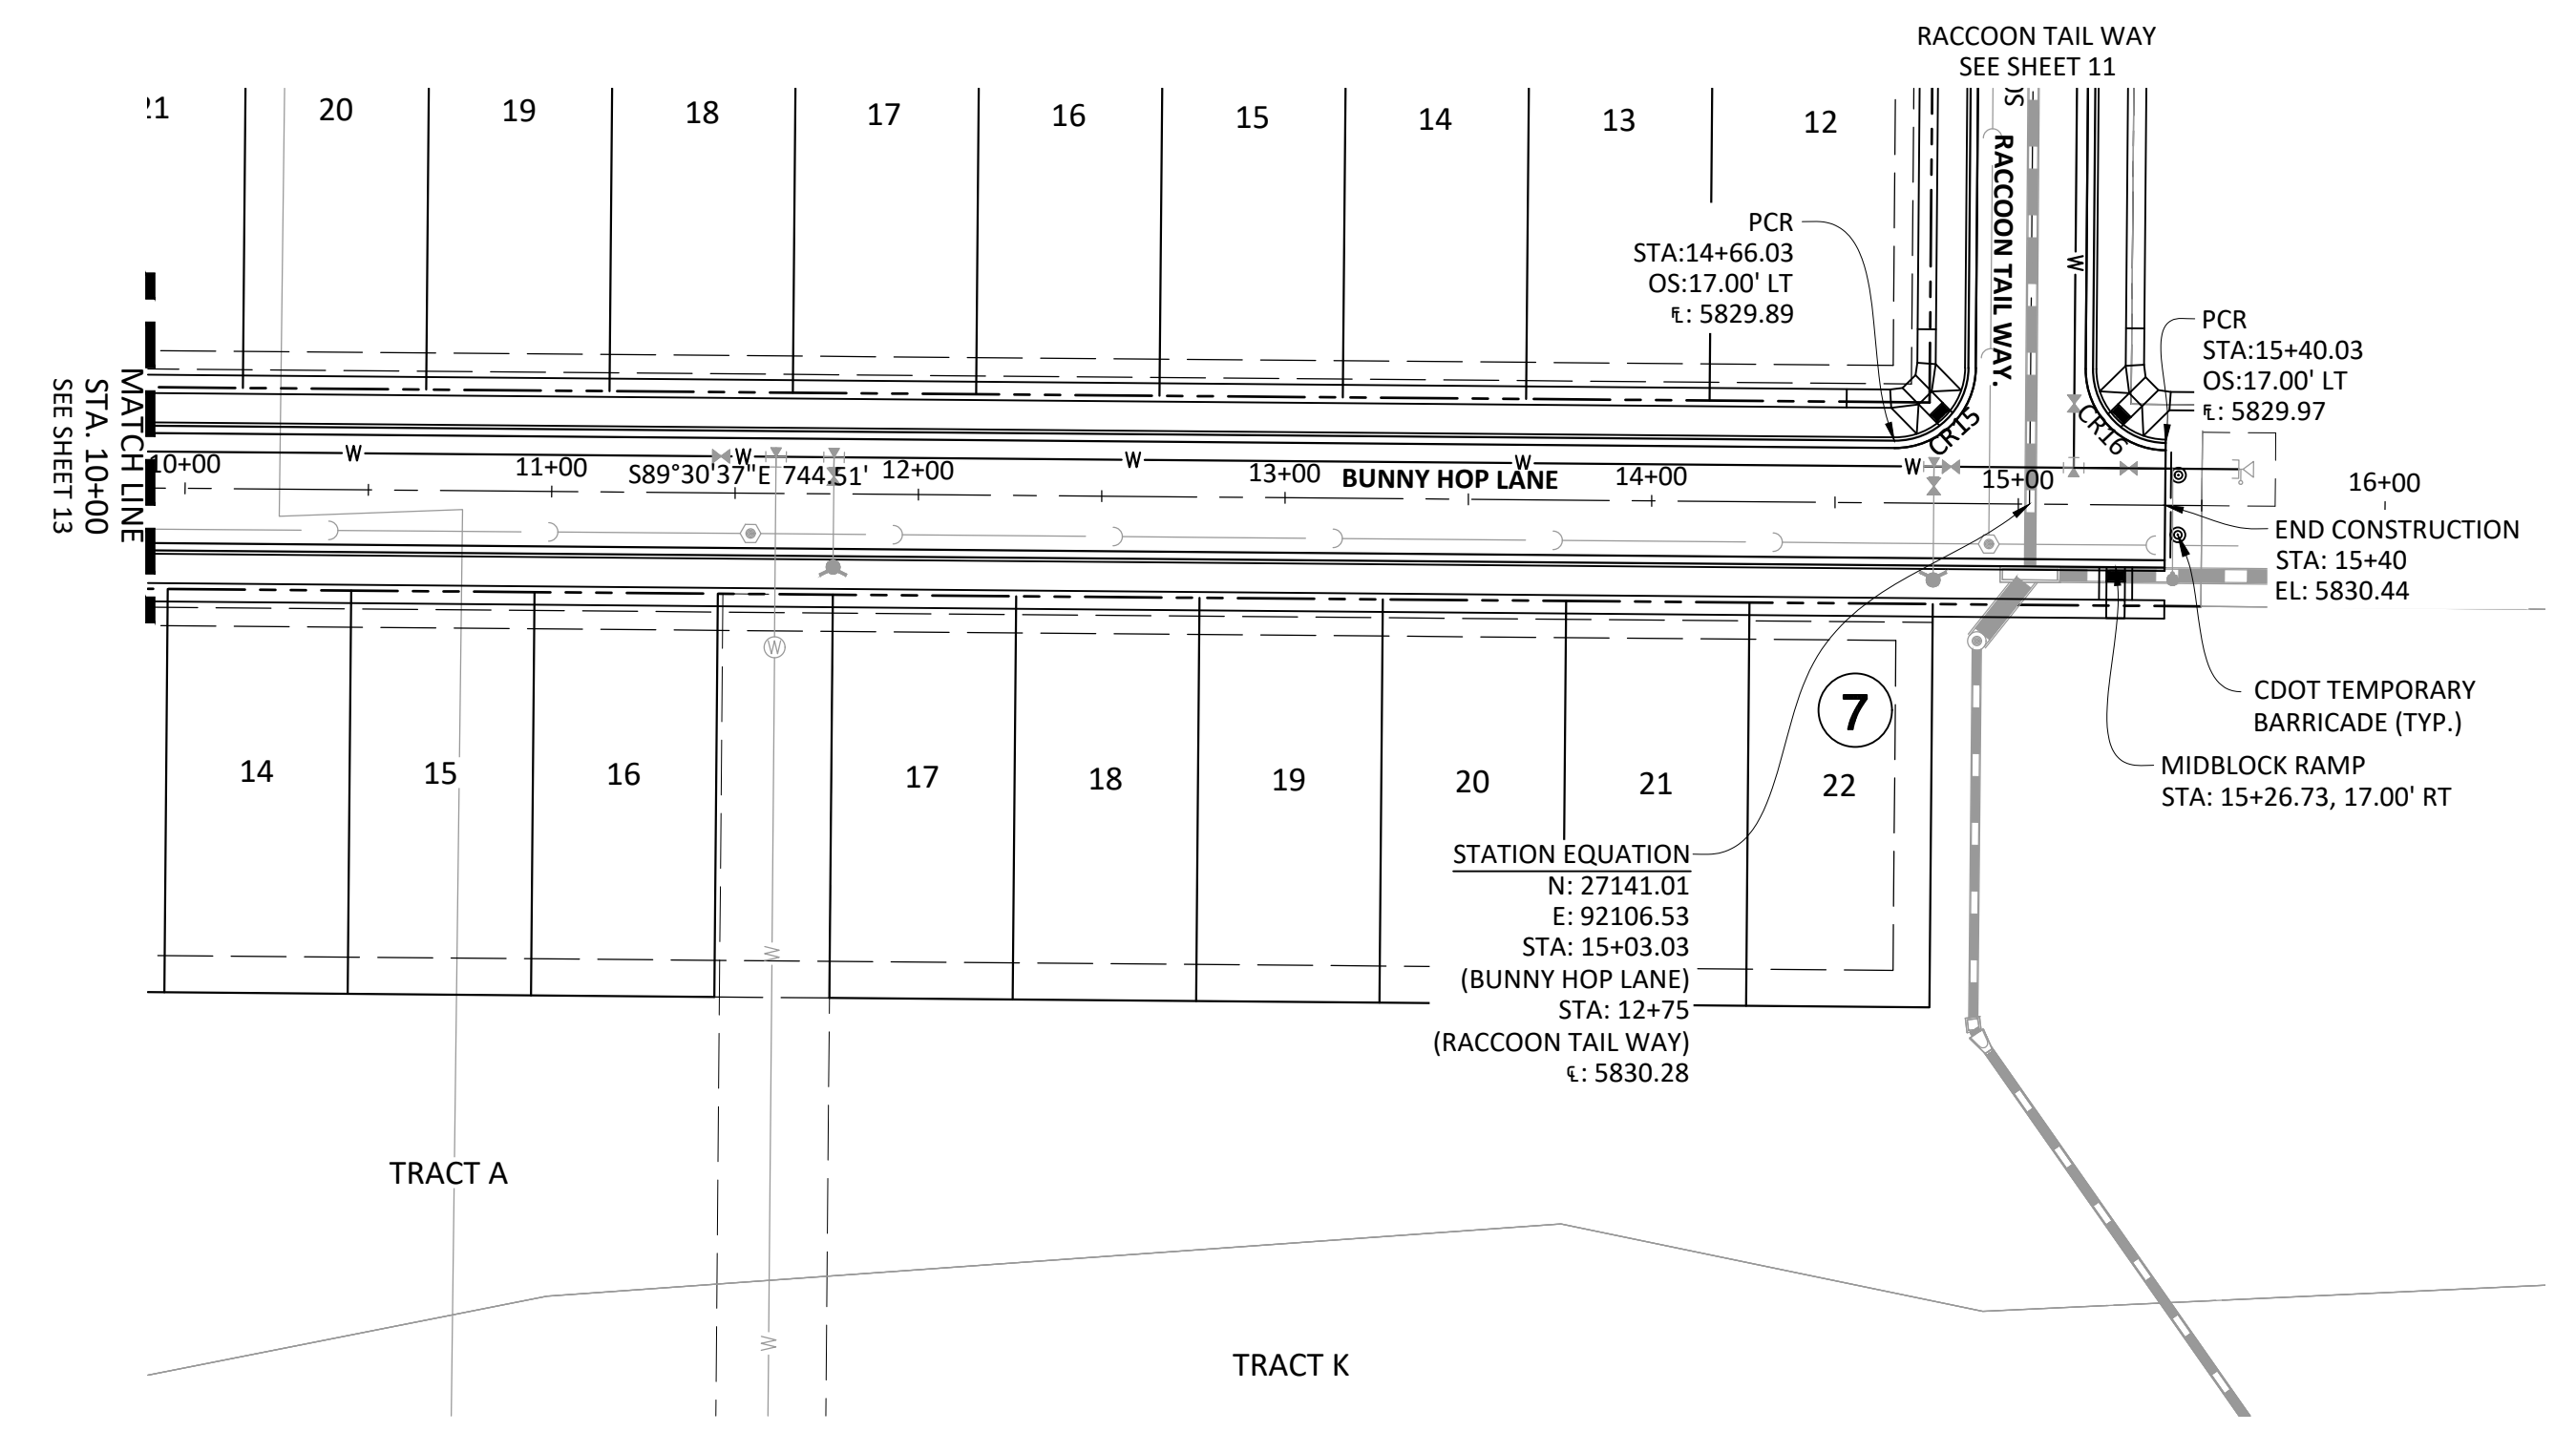 RACCOON TAIL WAY
SEE SHEET 11
21
20
19
18
17
16
15
14
13
12
RACCOON TAIL WAY.
W
PCR
STA:14+66.03
OS:17.00' LT
FL: 5829.89
PCR
STA:15+40.03
OS:17.00' LT
FL: 5829.97
CR15
CR16
MATCH LINE
STA. 10+00
SEE SHEET 13
W
W
W
W
W
10+00
11+00
S89°30'37"E 744.51'
12+00
13+00
BUNNY HOP LANE
14+00
15+00
16+00
END CONSTRUCTION
STA: 15+40
EL: 5830.44
W
CDOT TEMPORARY
BARRICADE (TYP.)
MIDBLOCK RAMP
STA: 15+26.73, 17.00' RT
7
14
15
16
17
18
19
20
21
22
STATION EQUATION
N: 27141.01
E: 92106.53
STA: 15+03.03
(BUNNY HOP LANE)
STA: 12+75
(RACCOON TAIL WAY)
CL: 5830.28
W
TRACT A
W
TRACT K